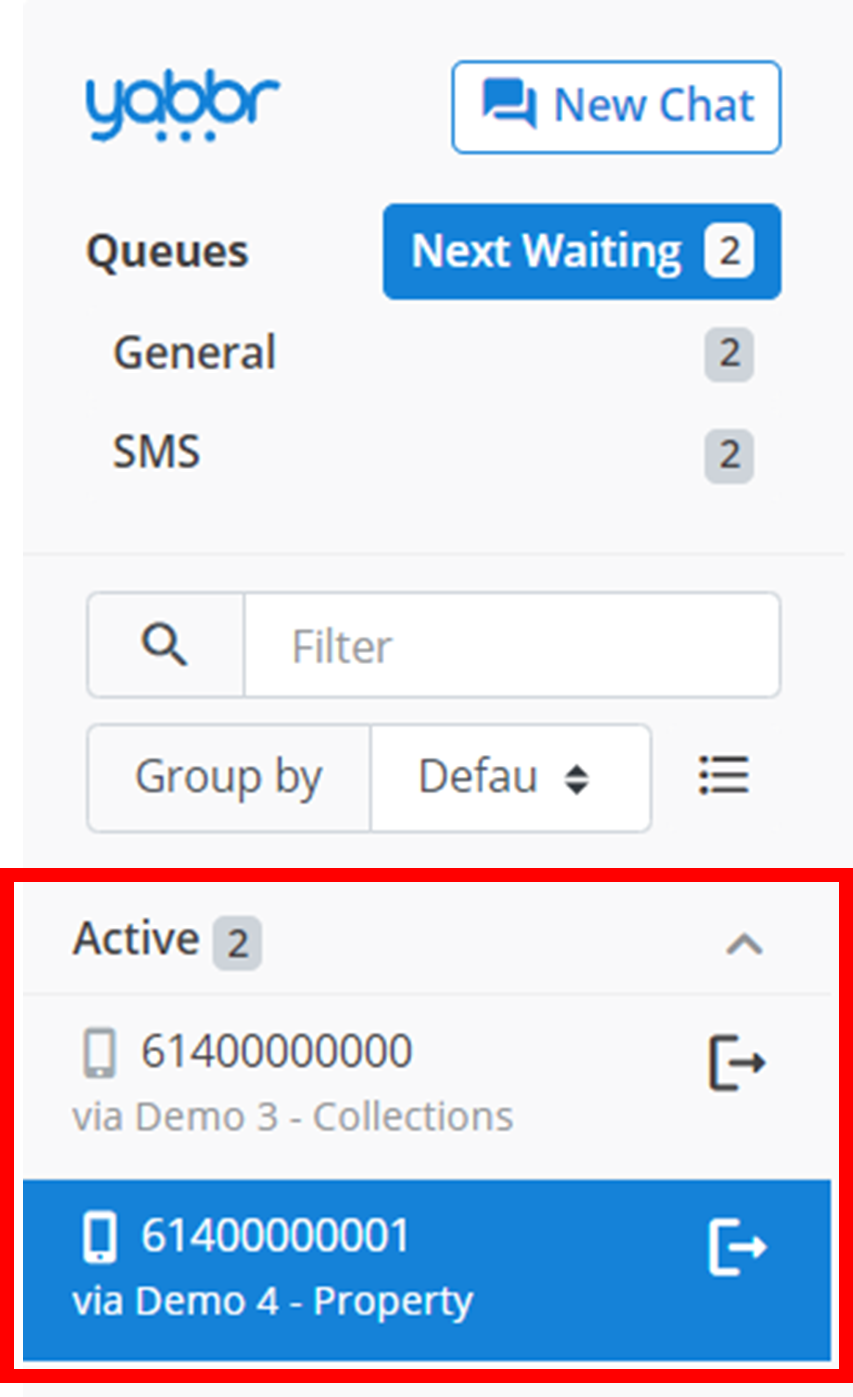 yabbr
New Chat
Queues
Next Waiting 2
General 2
SMS 2
Filter
Group by Defau
Active 2
61400000000
via Demo 3 - Collections
61400000001
via Demo 4 - Property